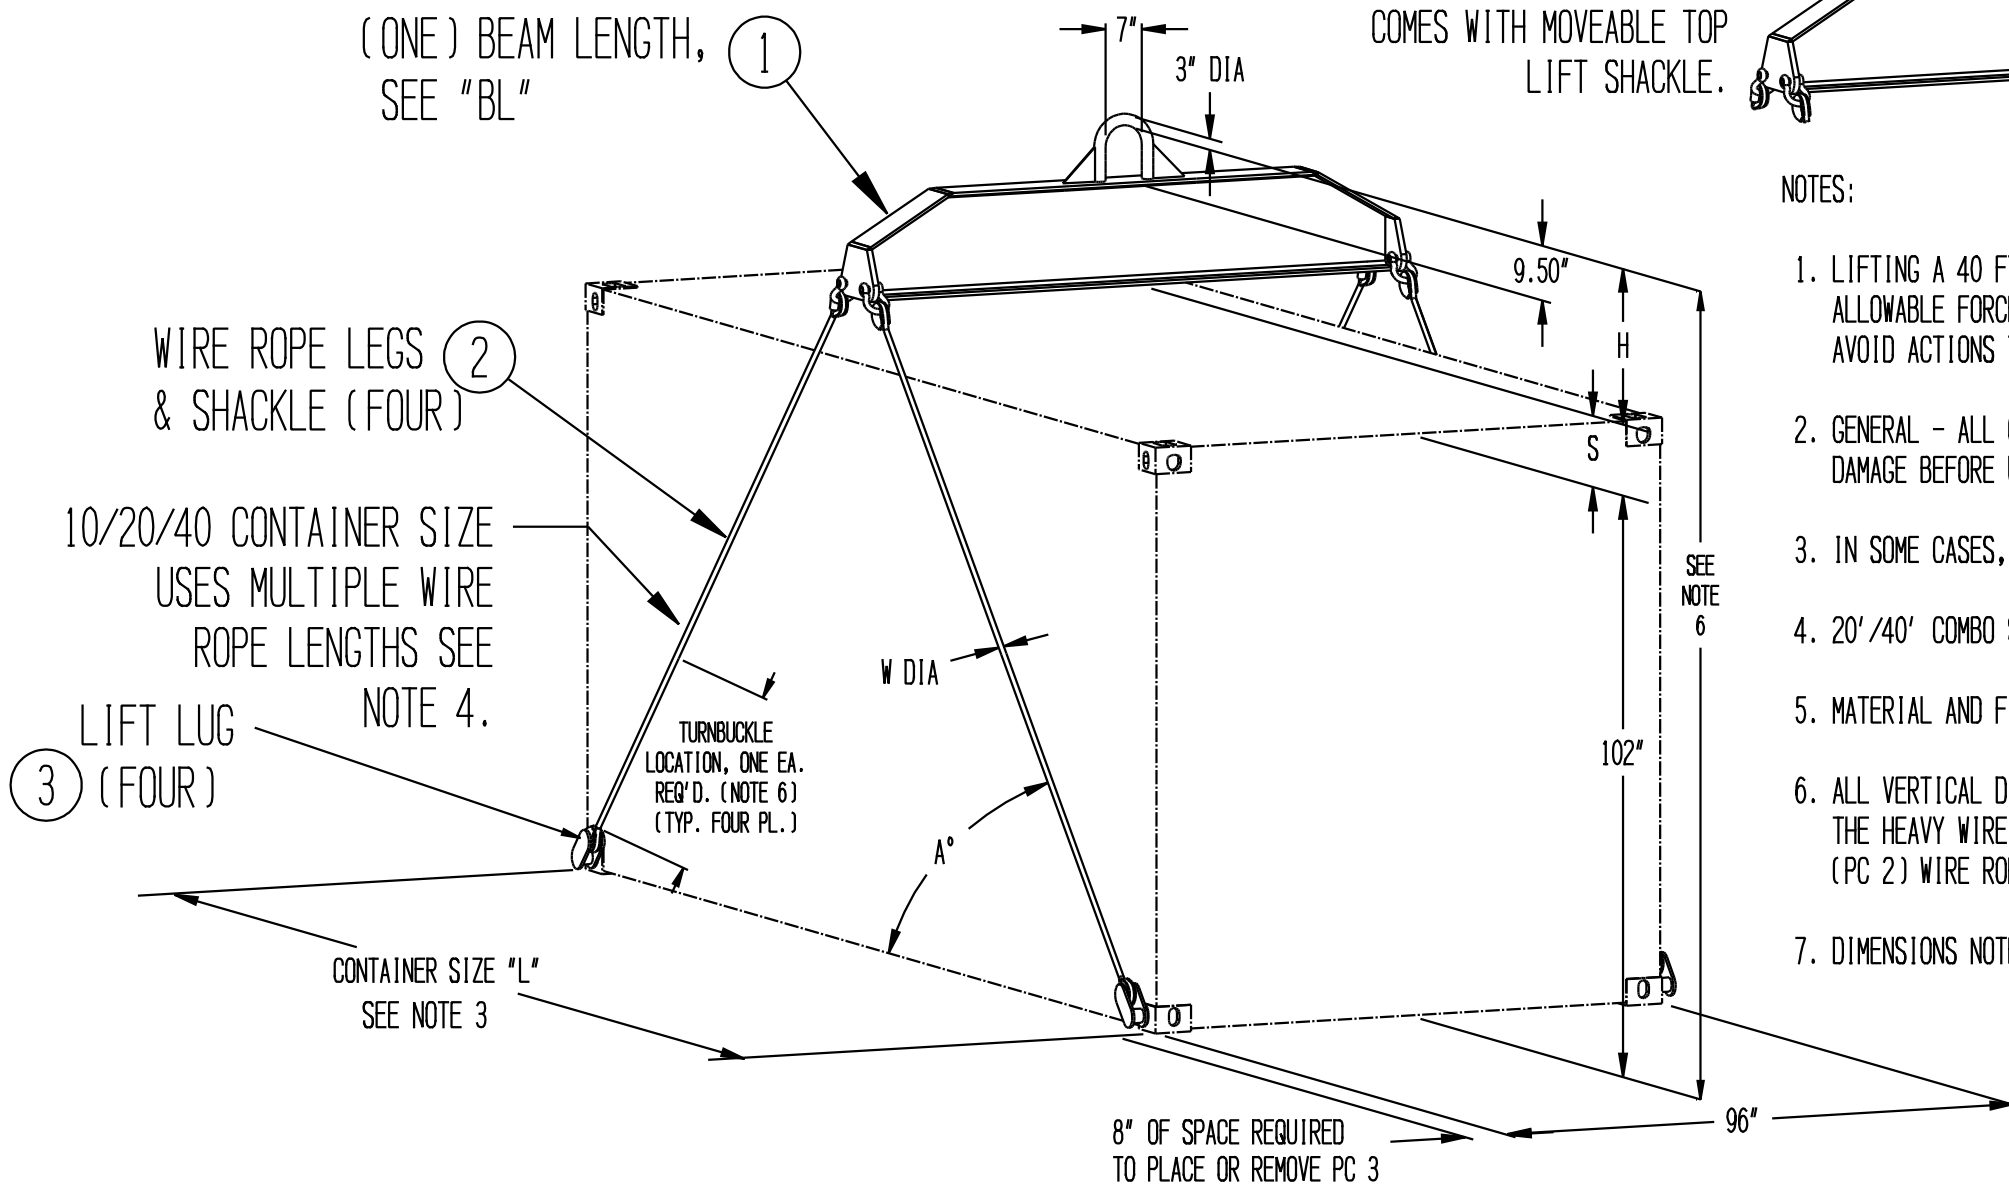 (ONE) BEAM LENGTH,
SEE "BL"
1
7"
3" DIA
COMES WITH MOVEABLE TOP
LIFT SHACKLE.
9.50"
H
S
WIRE ROPE LEGS
& SHACKLE (FOUR)
2
10/20/40 CONTAINER SIZE
USES MULTIPLE WIRE
ROPE LENGTHS SEE
NOTE 4.
LIFT LUG
(FOUR)
3
W DIA
TURNBUCKLE
LOCATION, ONE EA.
REQ'D. (NOTE 6)
(TYP. FOUR PL.)
A°
CONTAINER SIZE "L"
SEE NOTE 3
SEE
NOTE
6
102"
96"
8" OF SPACE REQUIRED
TO PLACE OR REMOVE PC 3
NOTES:
1. LIFTING A 40 F
ALLOWABLE FORC
AVOID ACTIONS
2. GENERAL - ALL
DAMAGE BEFORE
3. IN SOME CASES,
4. 20'/40' COMBO
5. MATERIAL AND F
6. ALL VERTICAL D
THE HEAVY WIRE
(PC 2) WIRE RO
7. DIMENSIONS NOT